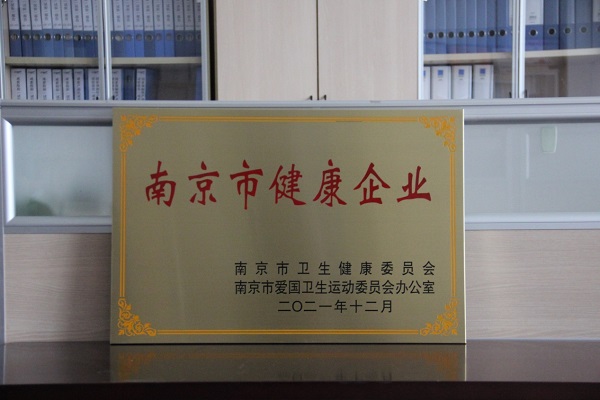 南京市健康企业
南京市卫生健康委员会
南京市爱国卫生运动委员会办公室
二〇二一年十二月